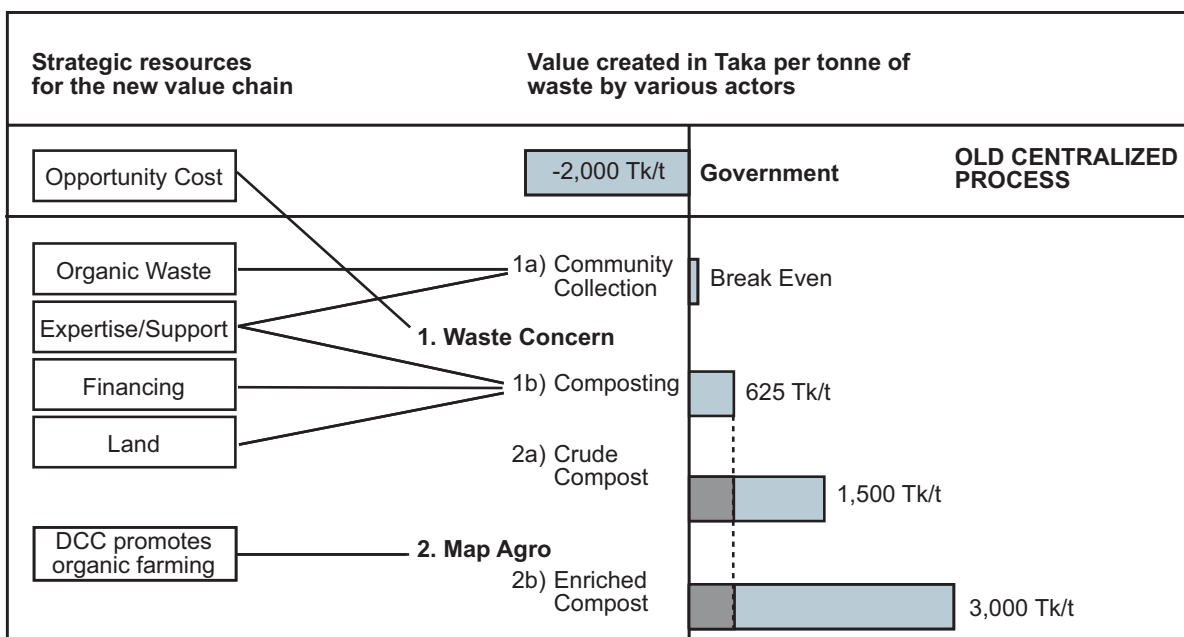 Strategic resources
for the new value chain
Value created in Taka per tonne of
waste by various actors
Opportunity Cost
-2,000 Tk/t
Government
OLD CENTRALIZED
PROCESS
Organic Waste
1a) Community
Collection
Break Even
Expertise/Support
1. Waste Concern
Financing
1b) Composting
625 Tk/t
Land
2a) Crude
Compost
1,500 Tk/t
DCC promotes
organic farming
2. Map Agro
2b) Enriched
Compost
3,000 Tk/t